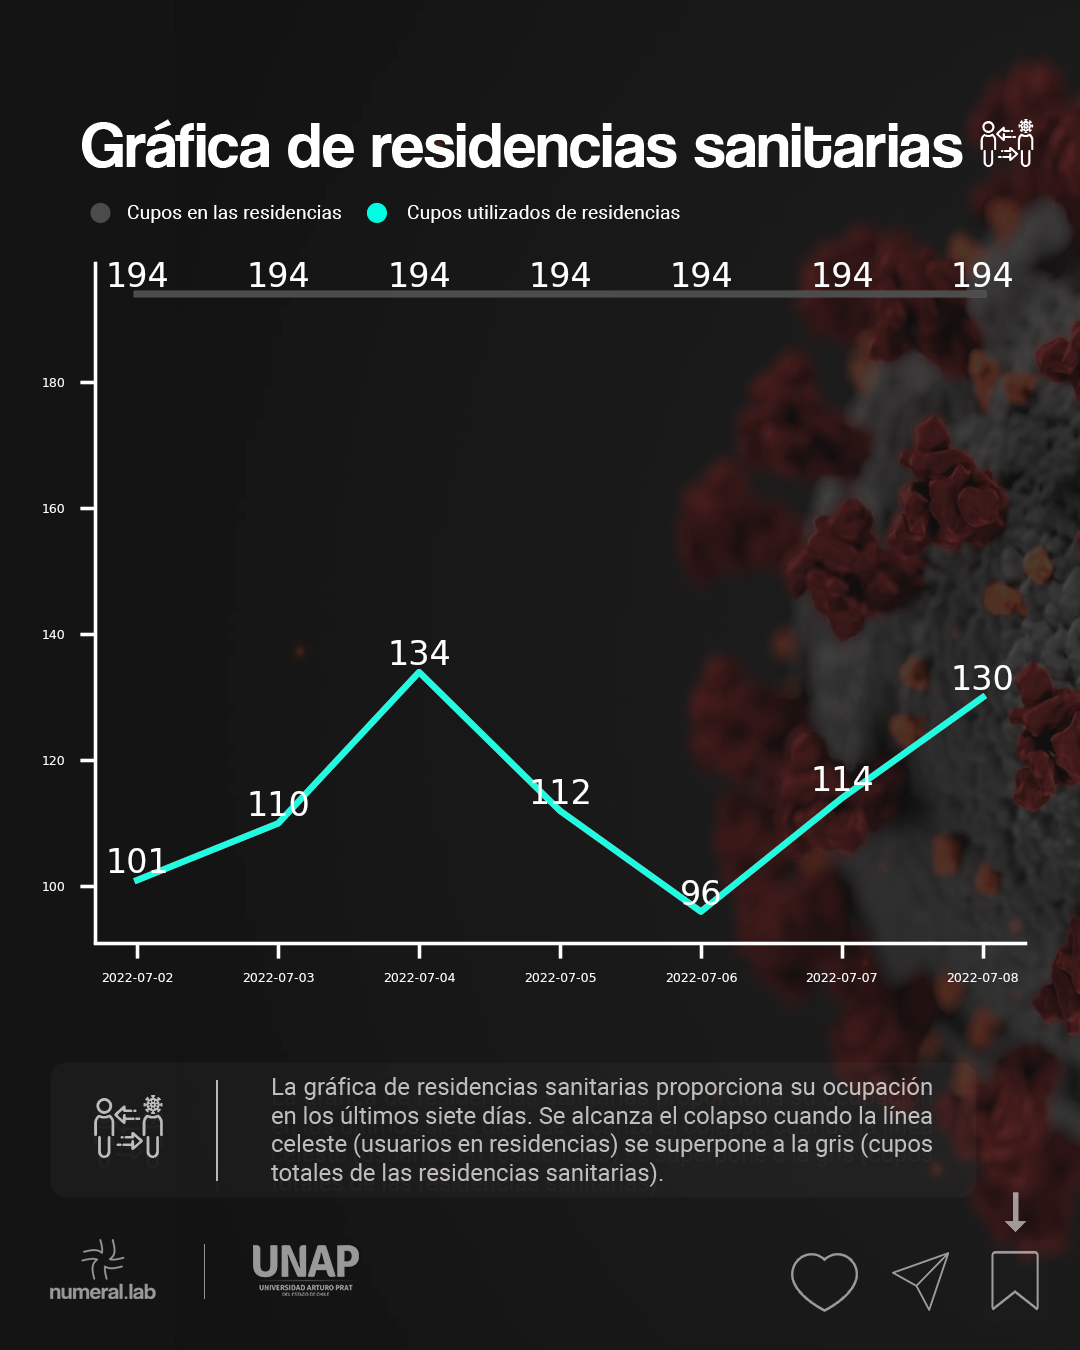 Gráfica de residencias sanitarias
Cupos en las residencias Cupos utilizados de residencias
194 194 194 194 194 194 194
180
160
140
120
100
134
130
110
112
114
101
96
2022-07-02 2022-07-03 2022-07-04 2022-07-05 2022-07-06 2022-07-07 2022-07-08
La gráfica de residencias sanitarias proporciona su ocupación
en los últimos siete días. Se alcanza el colapso cuando la línea
celeste (usuarios en residencias) se superpone a la gris (cupos
totales de las residencias sanitarias).
numeral.lab
UNAP
UNIVERSIDAD ARTURO PRAT
DEL ESTADO DE CHILE